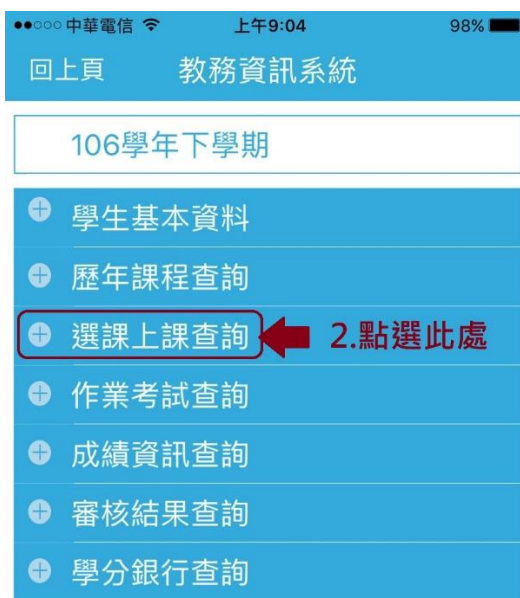 中華電信 上午9:04 98%
回上頁 教務資訊系統
106學年下學期
學生基本資料
歷年課程查詢
選課上課查詢 2.點選此處
作業考試查詢
成績資訊查詢
審核結果查詢
學分銀行查詢